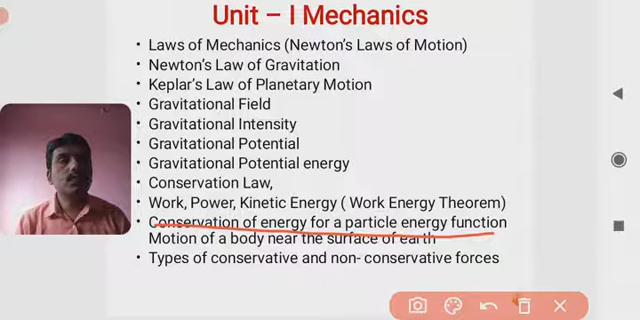 Unit – I Mechanics
• Laws of Mechanics (Newton's Laws of Motion)
• Newton's Law of Gravitation
• Keplar's Law of Planetary Motion
• Gravitational Field
• Gravitational Intensity
• Gravitational Potential
• Gravitational Potential energy
• Conservation Law,
• Work, Power, Kinetic Energy ( Work Energy Theorem)
• Conservation of energy for a particle energy function
Motion of a body near the surface of earth
• Types of conservative and non- conservative forces